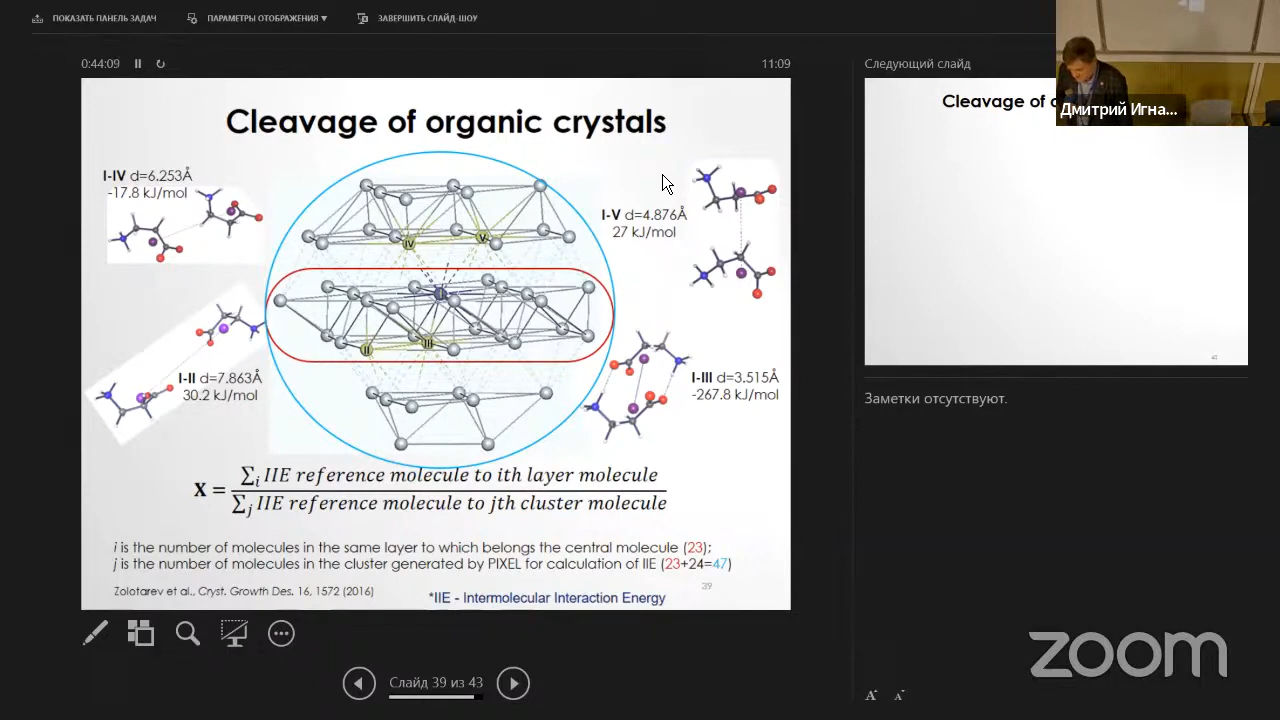 ПОКАЗАТЬ ПАНЕЛЬ ЗАДАЧ
ПАРАМЕТРЫ ОТОБРАЖЕНИЯ ▼
ЗАВЕРШИТЬ СЛАЙД-ШОУ
0:44:09
11:09
Следующий слайд
Дмитрий Игна...
Cleavage of organic crystals
I-IV d=6.253Å
-17.8 kJ/mol
I-V d=4.876Å
27 kJ/mol
IV
V
I
II
III
I-II d=7.863Å
30.2 kJ/mol
I-III d=3.515Å
-267.8 kJ/mol
X = ∑i IIE reference molecule to ith layer molecule
∑j IIE reference molecule to jth cluster molecule
i is the number of molecules in the same layer to which belongs the central molecule (23);
j is the number of molecules in the cluster generated by PIXEL for calculation of IIE (23+24=47)
Zolotarev et al., Cryst. Growth Des. 16, 1572 (2016)
*IIE - Intermolecular Interaction Energy
39
Cleavage of
Заметки отсутствуют.
Слайд 39 из 43
zoom
A
A